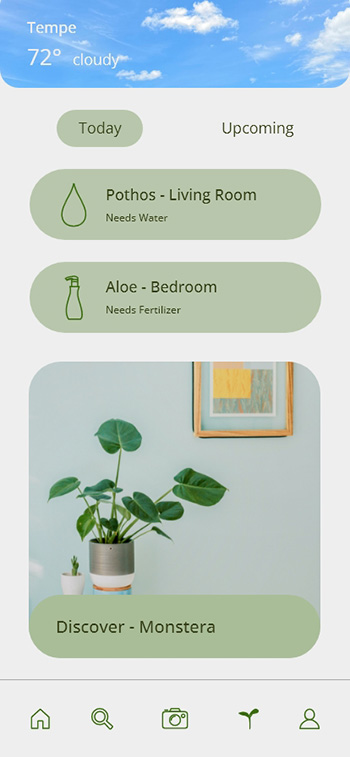 Tempe
72° cloudy
Today Upcoming
Pothos - Living Room
Needs Water
Aloe - Bedroom
Needs Fertilizer
Discover - Monstera